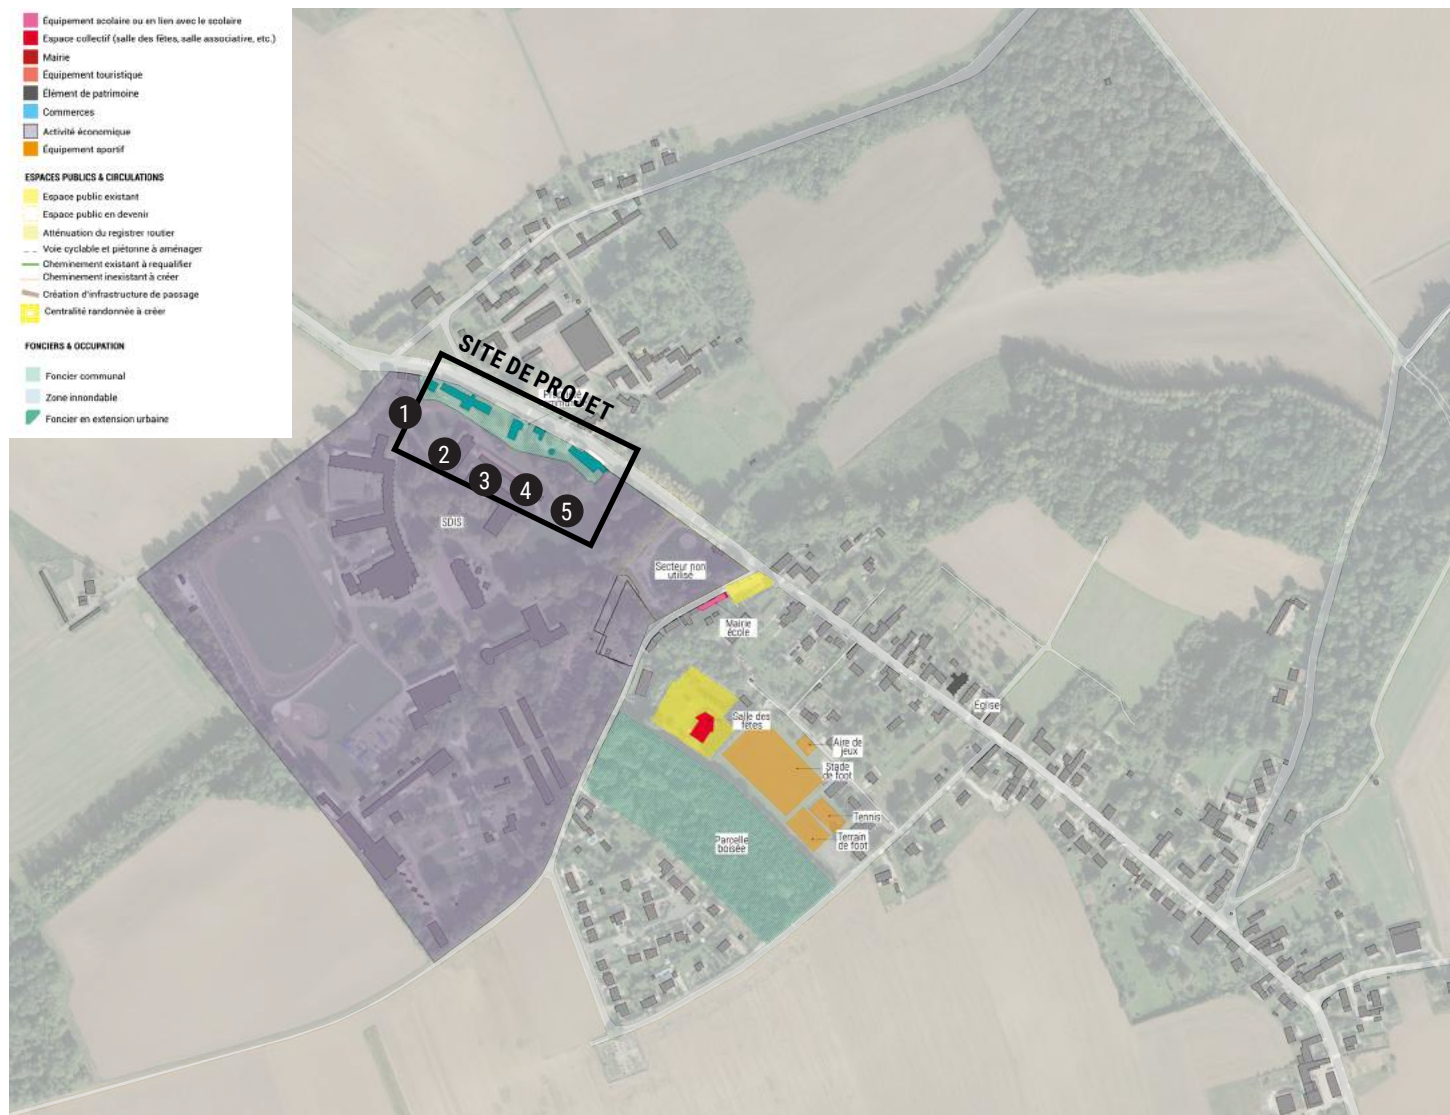 Équipement scolaire ou en lien avec le scolaire
Espace collectif (salle des fêtes, salle associative, etc.)
Mairie
Équipement touristique
Élément de patrimoine
Commerces
Activité économique
Équipement sportif
ESPACES PUBLICS & CIRCULATIONS
Espace public existant
Espace public en devenir
Atténuation du registrer routier
Voie cyclable et piétonne à aménager
Cheminement existant à requalifier
Cheminement inexistant à créer
Création d'infrastructure de passage
Centralité randonnée à créer
FONCIERS & OCCUPATION
Foncier communal
Zone innondable
Foncier en extension urbaine
SITE DE PROJET
1
2
3
4
5
SDIS
Secteur non
utilisé
Mairie
école
Église
Salle des
fêtes
Aire de
jeux
Stade
de foot
Tennis
Terrain
de foot
Parcelle
boisée